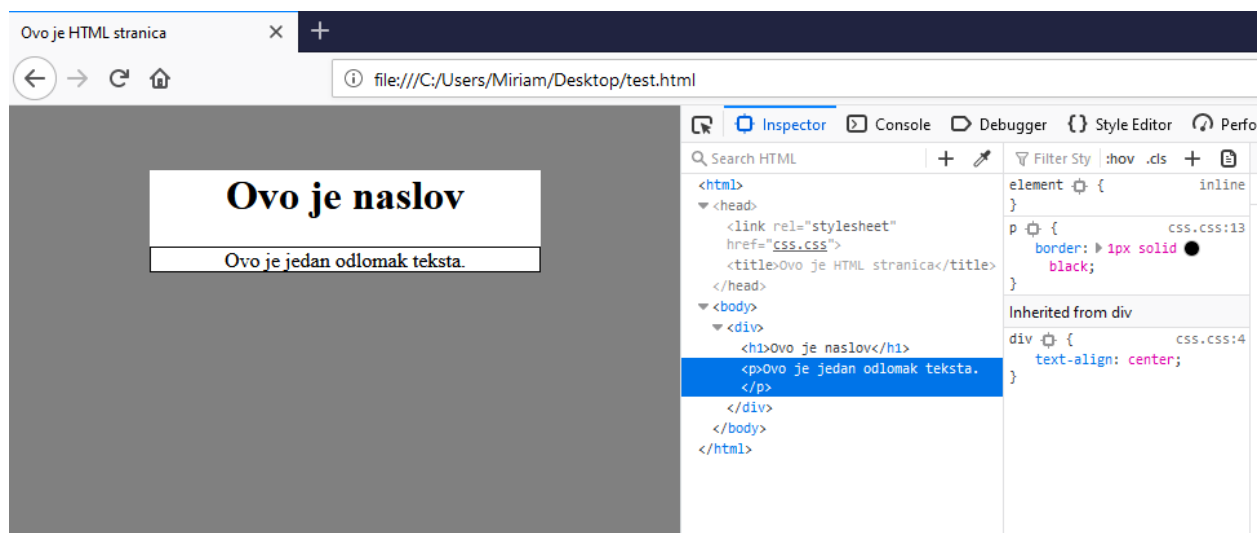 Ovo je HTML stranica
file:///C:/Users/Miriam/Desktop/test.html
Ovo je naslov
Ovo je jedan odlomak teksta.
Inspector Console Debugger {} Style Editor Perfo
Search HTML +
<html>
<head>
<link rel="stylesheet"
href="css.css">
<title>Ovo je HTML stranica</title>
</head>
<body>
<div>
<h1>Ovo je naslov</h1>
<p>Ovo je jedan odlomak teksta.
</p>
</div>
</body>
</html>
Filter Sty :hov .cls +
element { inline
}
p { css.css:13
border: 1px solid
black;
}
Inherited from div
div { css.css:4
text-align: center;
}